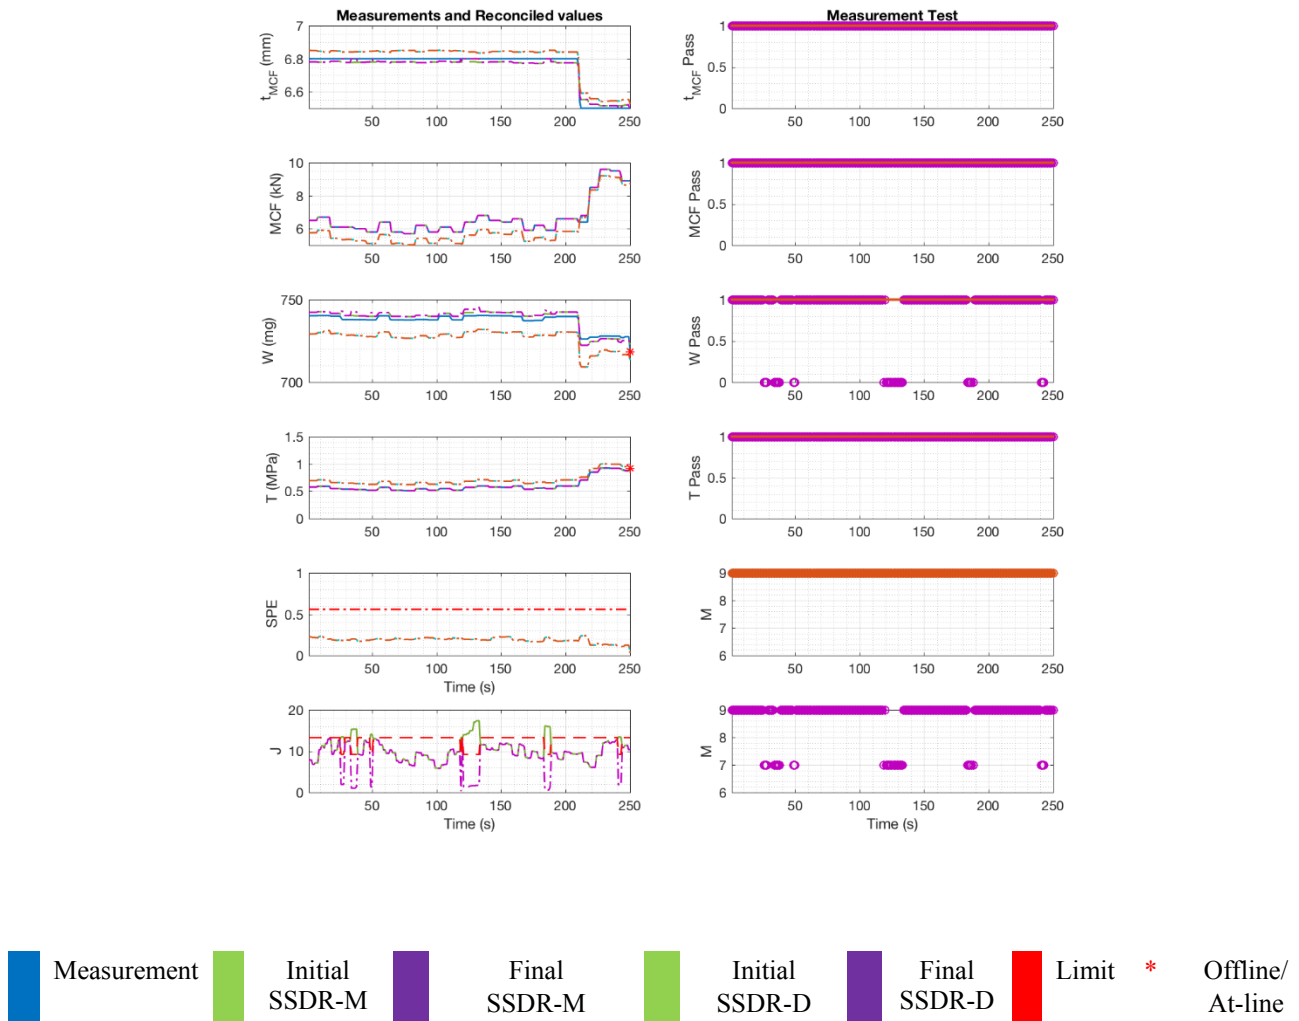 Measurements and Reconciled values
7
6.8
6.6
t_MCF (mm)
50 100 150 200 250
Measurement Test
1
0.5
0
t_MCF Pass
50 100 150 200 250
10
8
6
MCF (kN)
50 100 150 200 250
1
0.5
0
MCF Pass
50 100 150 200 250
750
700
W (mg)
50 100 150 200 250
1
0.5
0
W Pass
50 100 150 200 250
1.5
1
0.5
0
T (MPa)
50 100 150 200 250
1
0.5
0
T Pass
50 100 150 200 250
1
0.5
0
SPE
50 100 150 200 250
Time (s)
9
8
7
6
M
50 100 150 200 250
20
10
0
J
50 100 150 200 250
Time (s)
9
8
7
6
M
50 100 150 200 250
Time (s)
Measurement
Initial
SSDR-M
Final
SSDR-M
Initial
SSDR-D
Final
SSDR-D
Limit
* Offline/
At-line